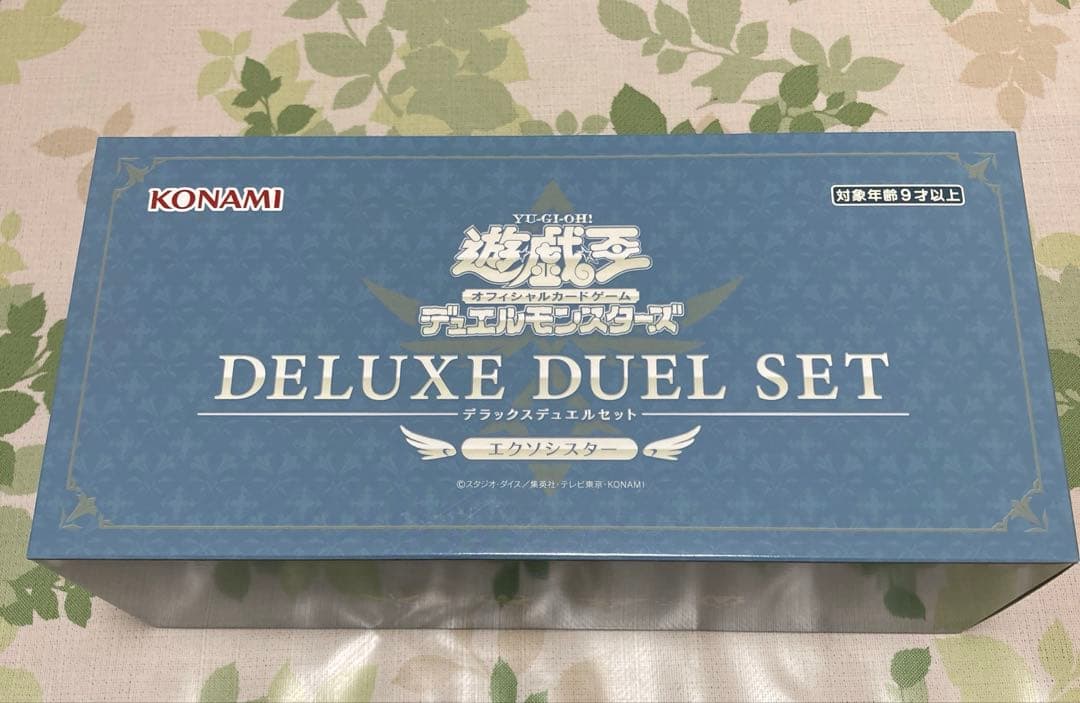 KONAMI
対象年齢9才以上
YU-GI-OH!
遊戯王
オフィシャルカードゲーム
デュエルモンスターズ
DELUXE DUEL SET
デラックスデュエルセット
エクソシスター
©スタジオ・ダイス/集英社・テレビ東京・KONAMI